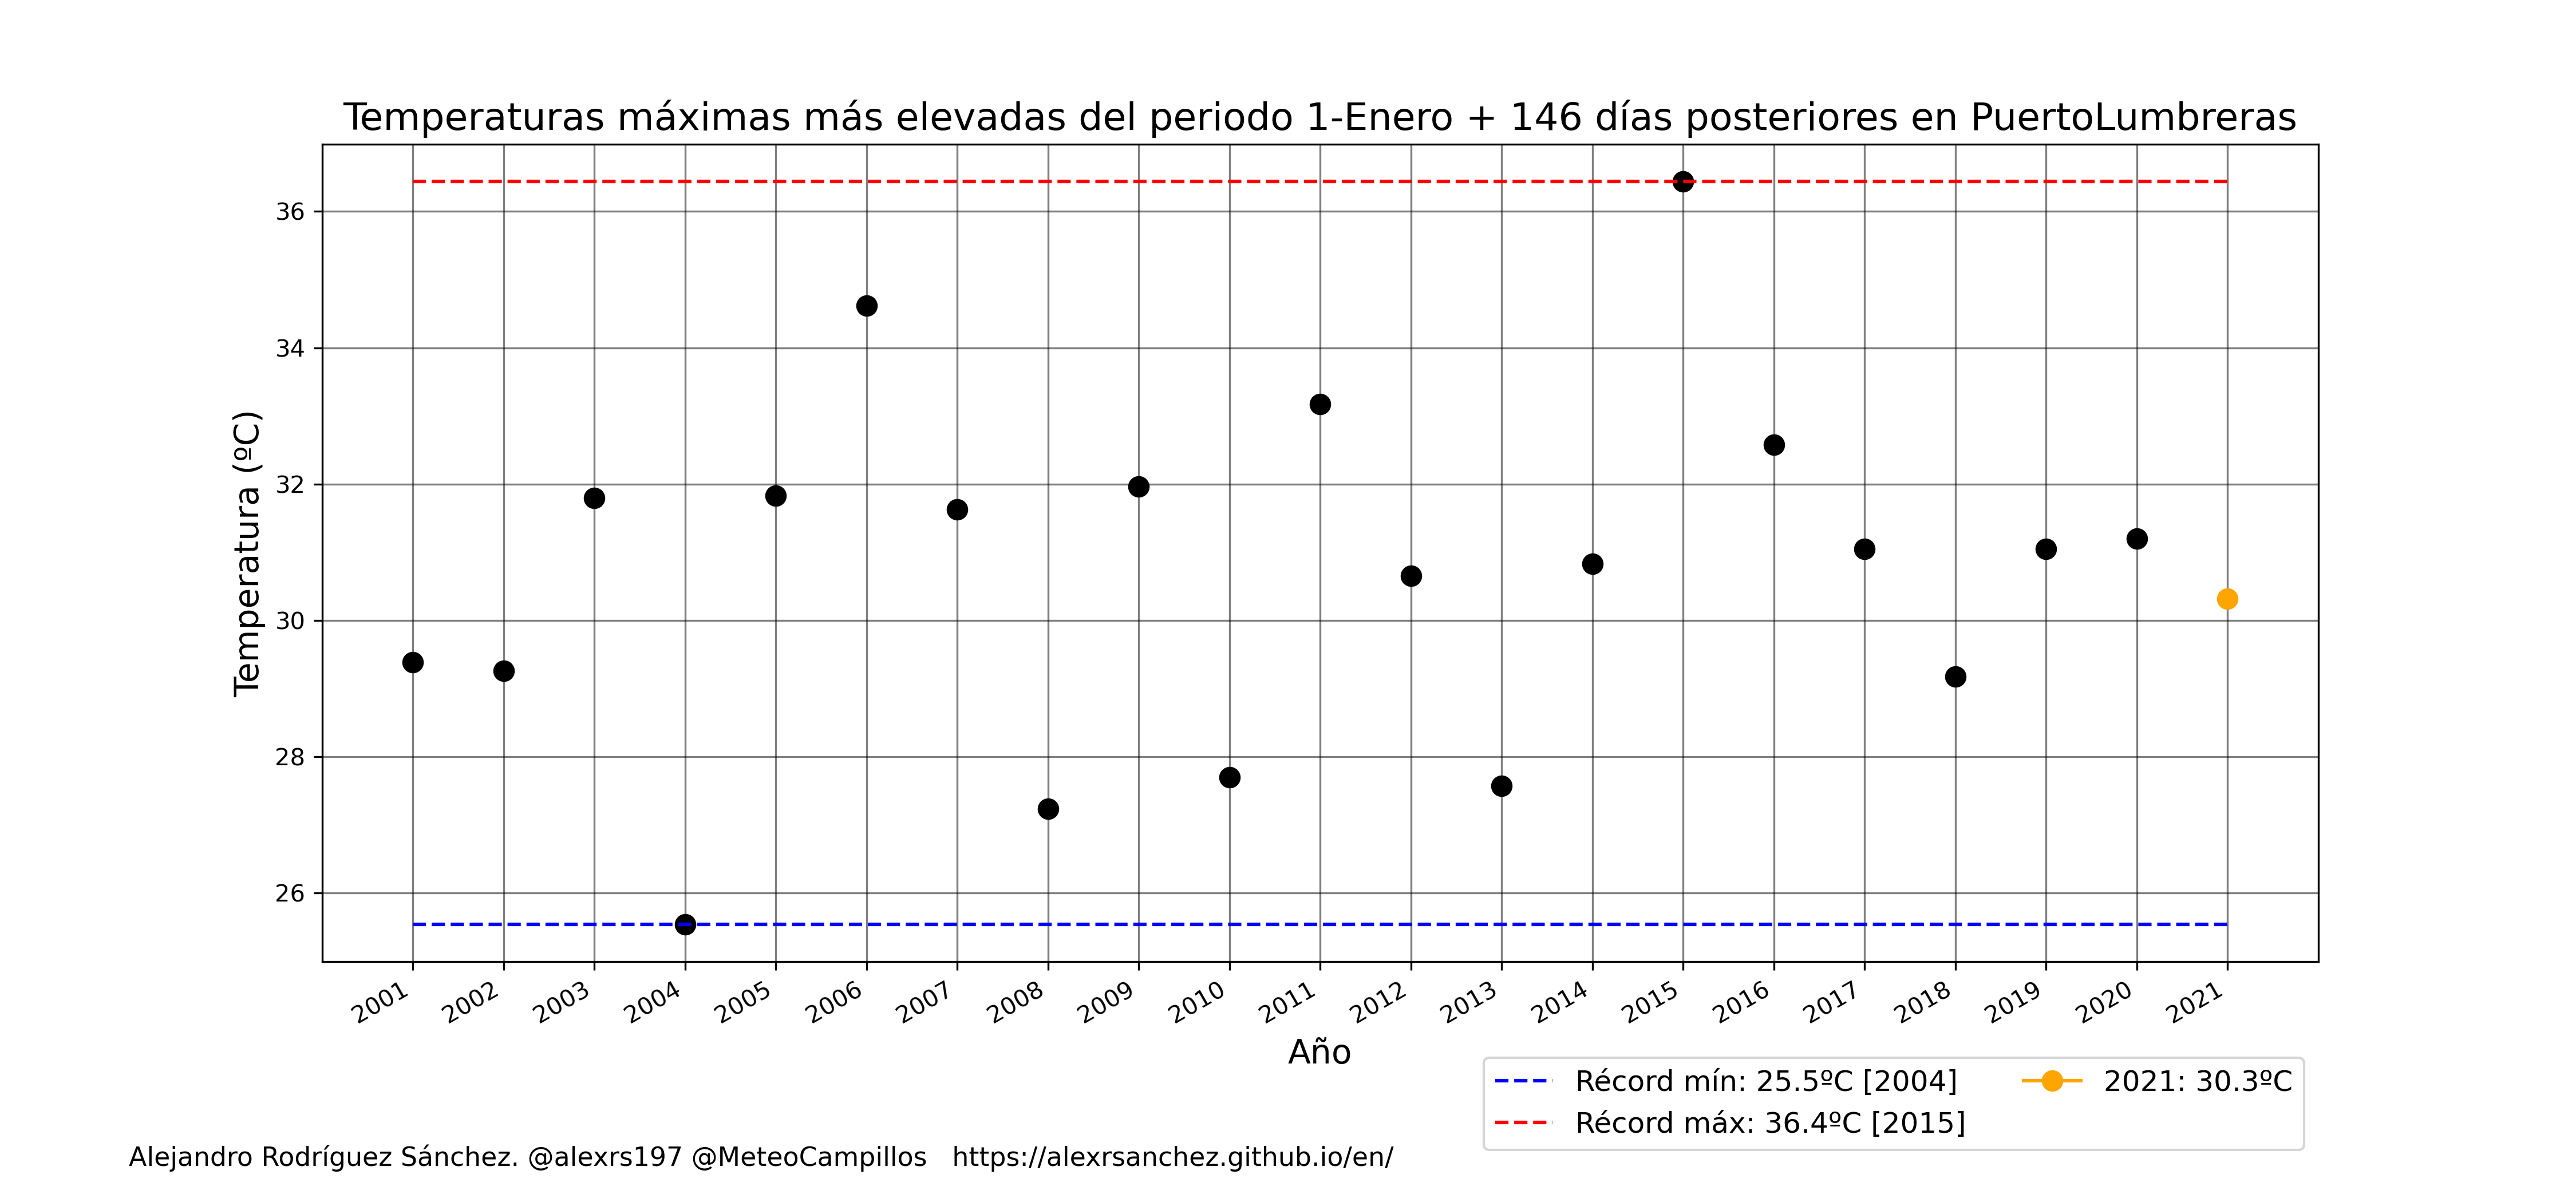 Temperaturas máximas más elevadas del periodo 1-Enero + 146 días posteriores en PuertoLumbreras
Temperatura (ºC)
36
34
32
30
28
26
2001 2002 2003 2004 2005 2006 2007 2008 2009 2010 2011 2012 2013 2014 2015 2016 2017 2018 2019 2020 2021
Año
Récord mín: 25.5ºC [2004]
Récord máx: 36.4ºC [2015]
2021: 30.3ºC
Alejandro Rodríguez Sánchez. @alexrs197 @MeteoCampillos https://alexrsanchez.github.io/en/